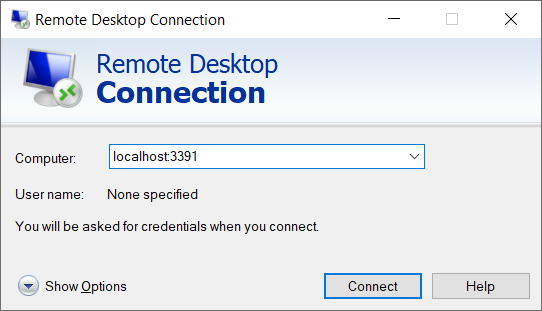 Remote Desktop Connection
Remote Desktop
Connection
Computer: localhost:3391
User name: None specified
You will be asked for credentials when you connect.
Show Options Connect Help